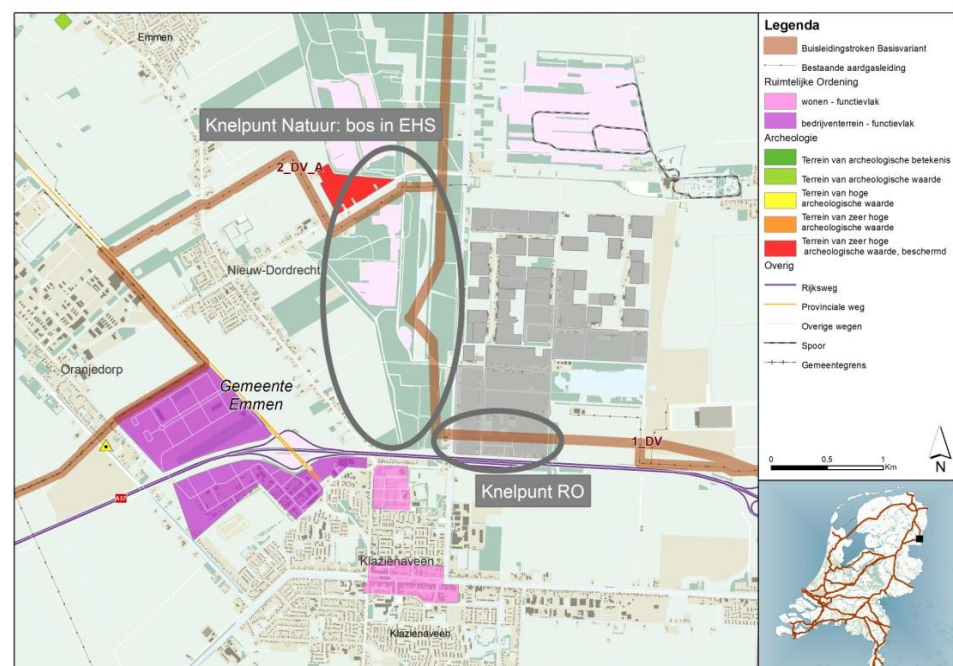 Emmen
Knelpunt Natuur: bos in EHS
2_DV_A
Nieuw-Dordrecht
Oranjedorp
Gemeente
Emmen
1_DV
Knelpunt RO
A37
Klazienaveen
Klazienaveen
Legenda
Buisleidingstroken Basisvariant
Bestaande aardgasleiding
Ruimtelijke Ordening
wonen - functievlak
bedrijventerrein - functievlak
Archeologie
Terrein van archeologische betekenis
Terrein van archeologische waarde
Terrein van hoge
archeologische waarde
Terrein van zeer hoge
archeologische waarde
Terrein van zeer hoge
archeologische waarde, beschermd
Overig
Rijksweg
Provinciale weg
Overige wegen
Spoor
Gemeentegrens
0 0,5 1
Km
N